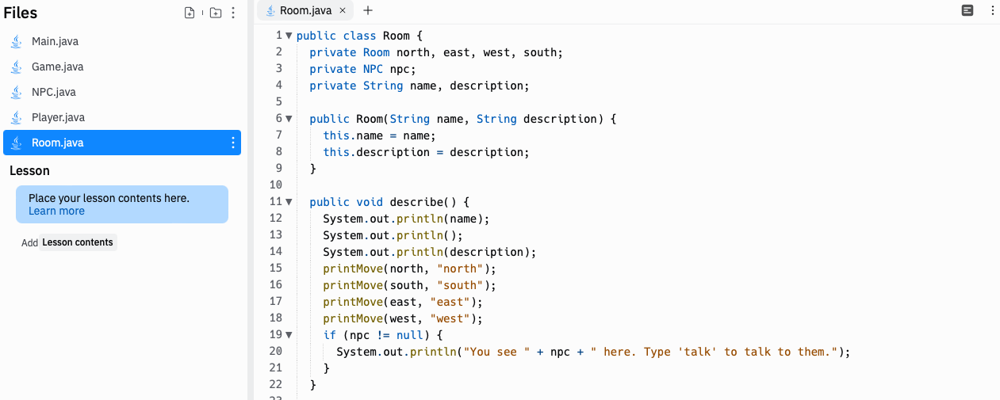 Files
Main.java
Game.java
NPC.java
Player.java
Room.java
Lesson
Place your lesson contents here.
Learn more
Add Lesson contents
Room.java × +
1 public class Room {
2 private Room north, east, west, south;
3 private NPC npc;
4 private String name, description;
5
6 public Room(String name, String description) {
7 this.name = name;
8 this.description = description;
9 }
10
11 public void describe() {
12 System.out.println(name);
13 System.out.println();
14 System.out.println(description);
15 printMove(north, "north");
16 printMove(south, "south");
17 printMove(east, "east");
18 printMove(west, "west");
19 if (npc != null) {
20 System.out.println("You see " + npc + " here. Type 'talk' to talk to them.");
21 }
22 }
23